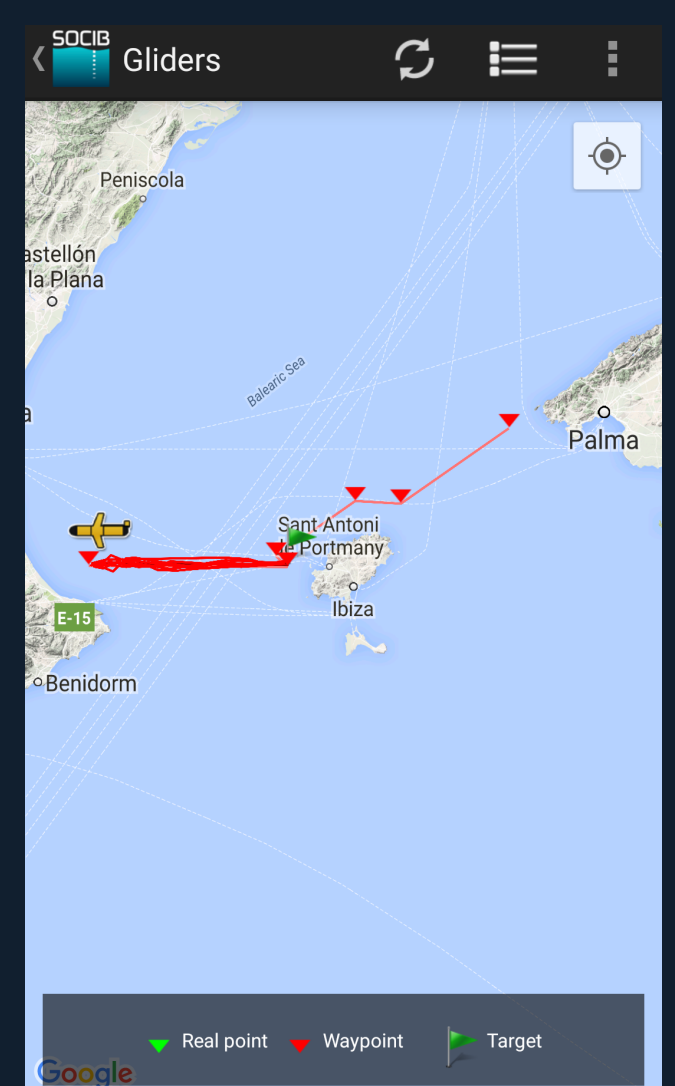 SOCIB
Gliders
Peniscola
astellón
la Plana
Balearic Sea
a
Palma
Sant Antoni
de Portmany
Ibiza
E-15
Benidorm
Real point
Waypoint
Target
Google